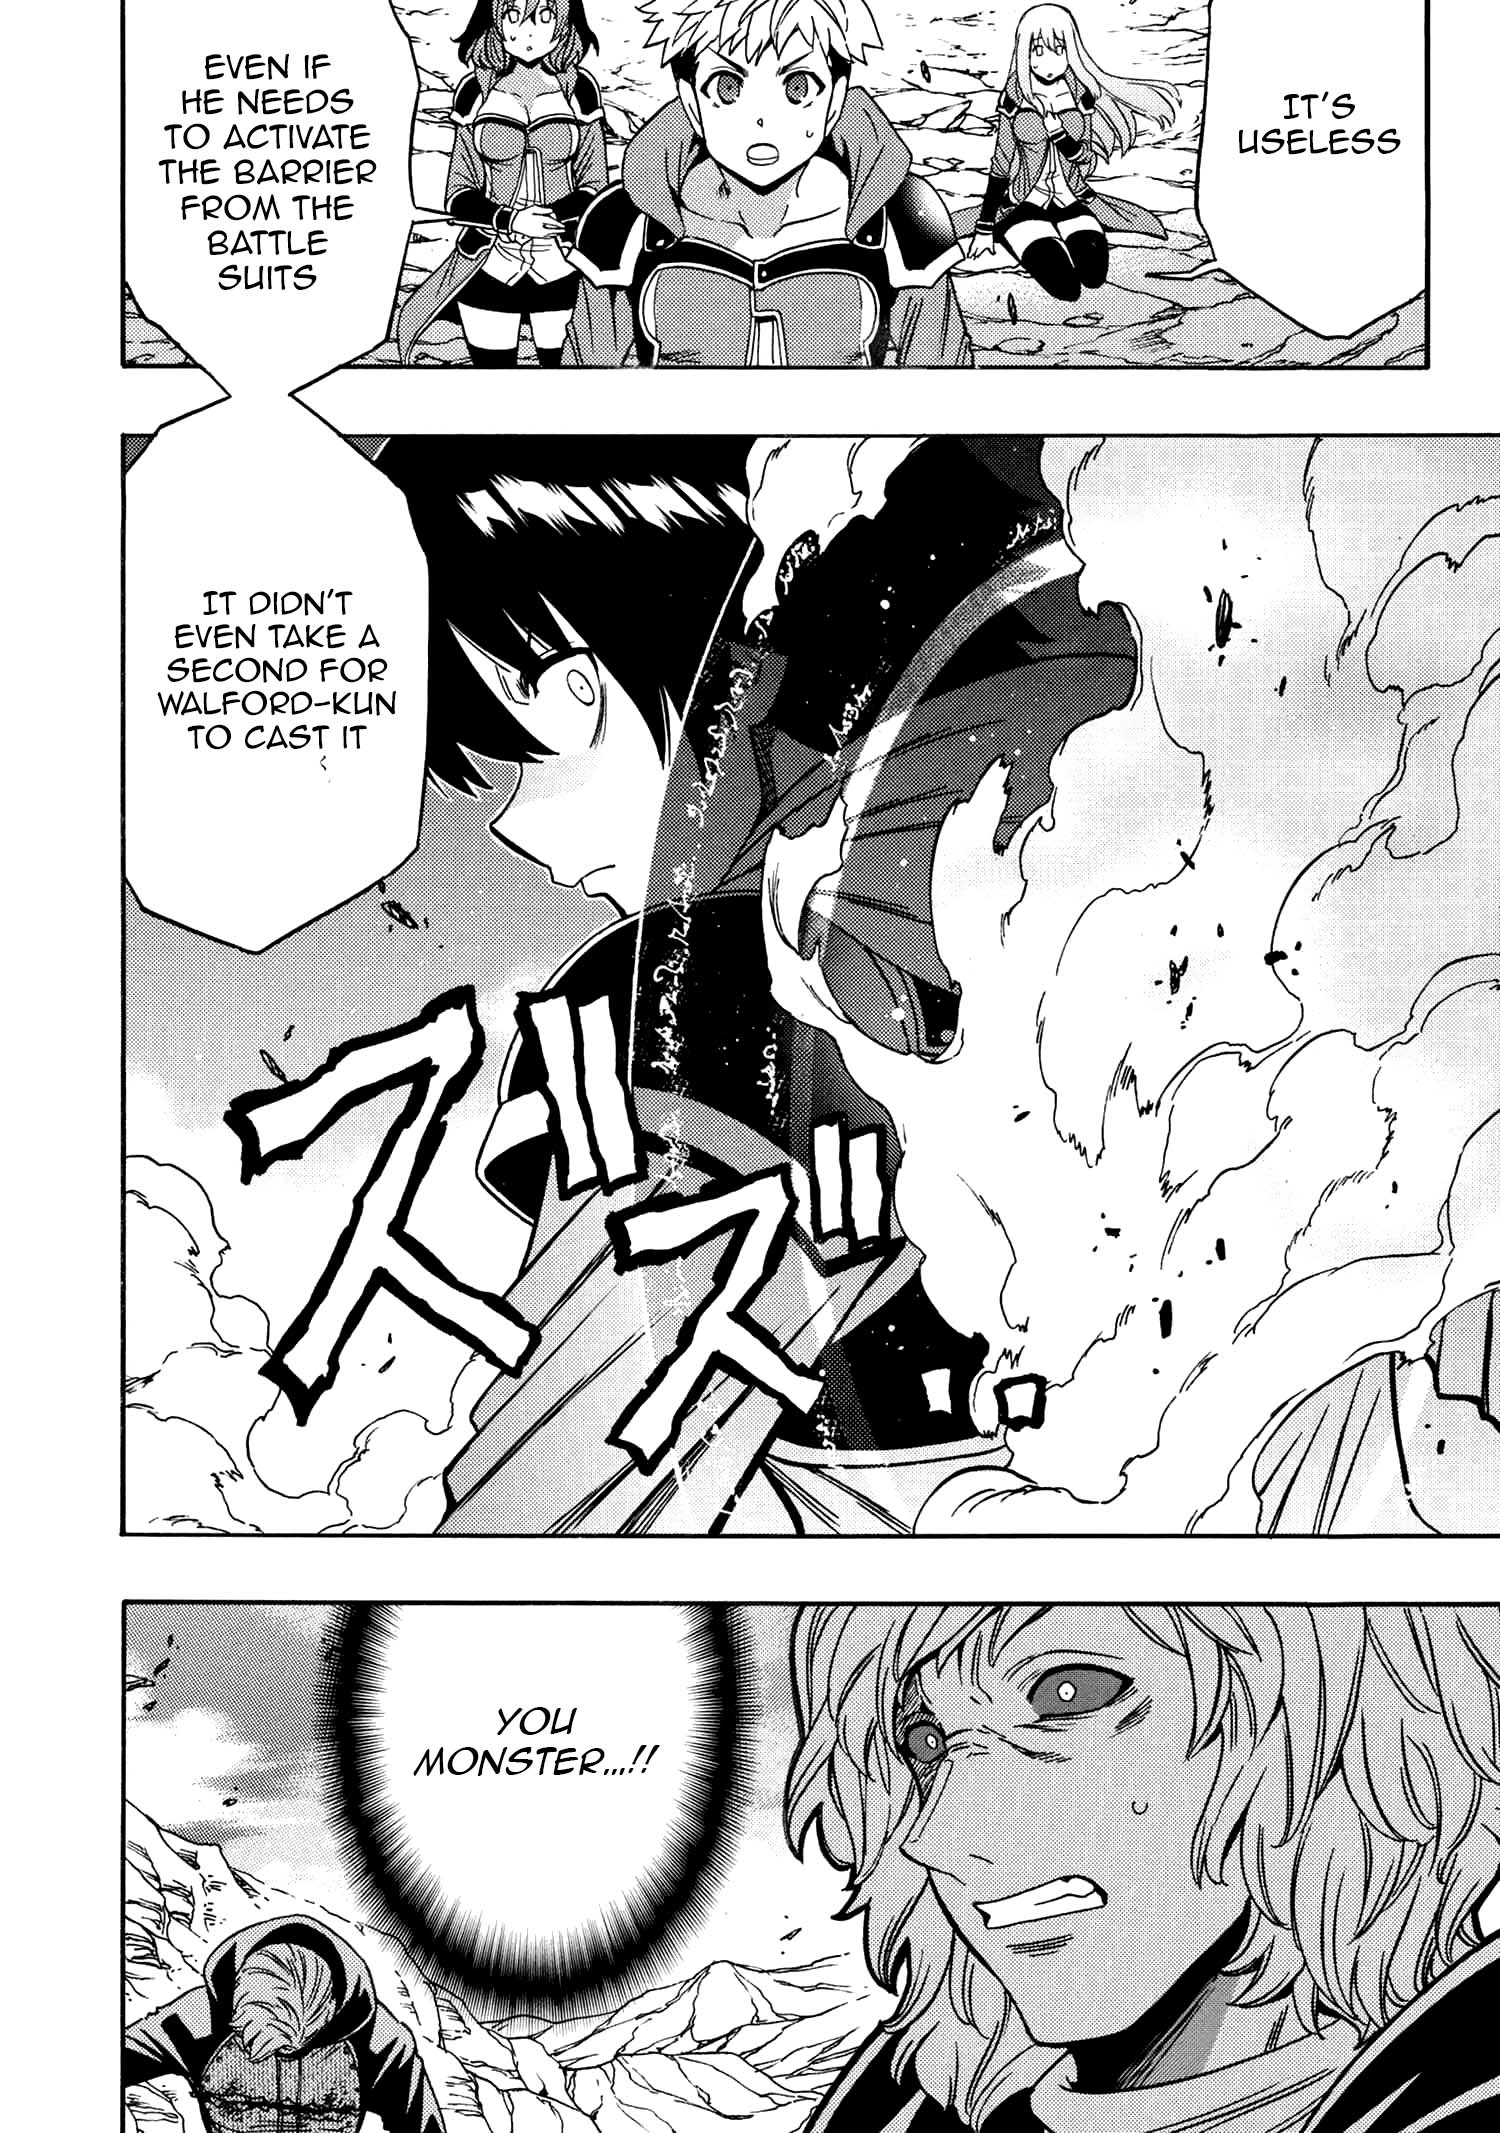 IT'S
USELESS
EVEN IF
HE NEEDS
TO ACTIVATE
THE BARRIER
FROM THE
BATTLE
SUITS
IT DIDN'T
EVEN TAKE A
SECOND FOR
WALFORD-KUN
TO CAST IT
ズズ
YOU
MONSTER...!!